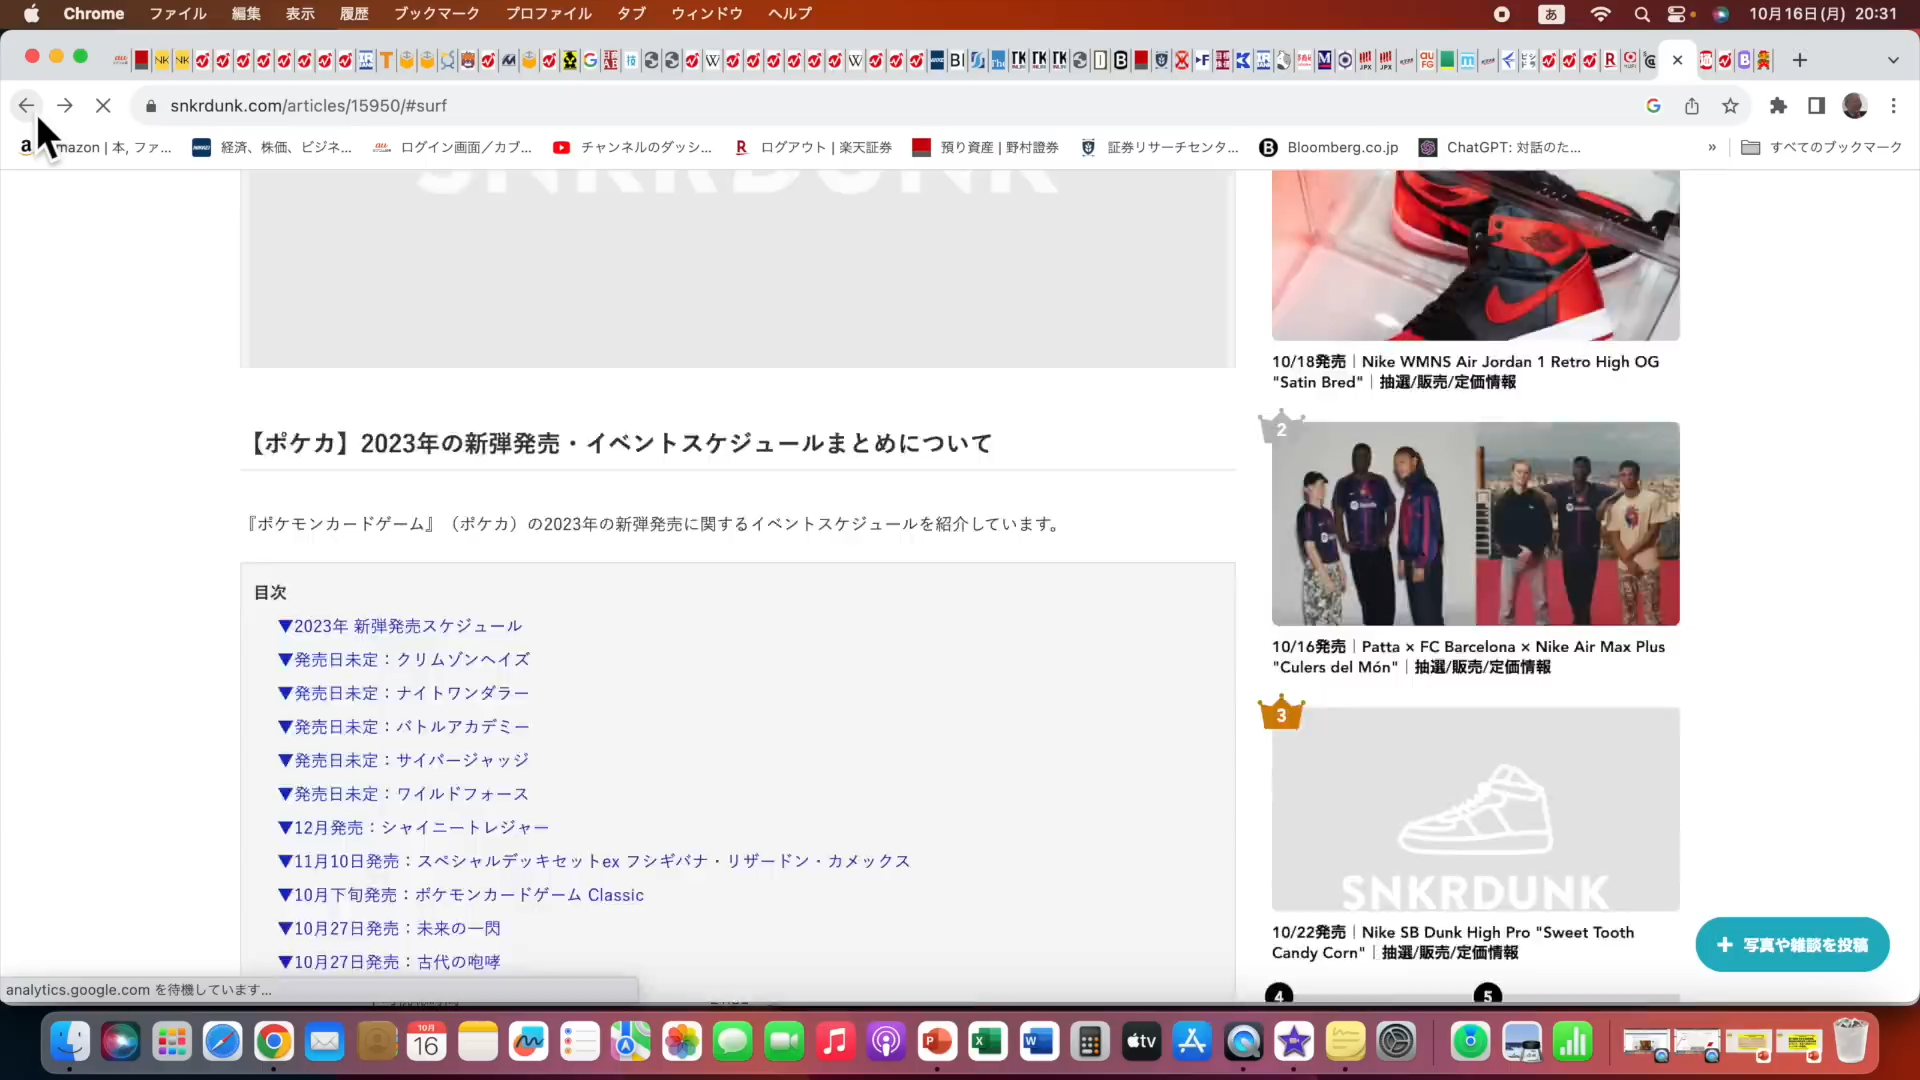 Chrome ファイル 編集 表示 履歴 ブックマーク プロファイル タブ ウィンドウ ヘルプ あ 10月16日(月) 20:31
snkrdunk.com/articles/15950/#surf
mazon | 本, ファ... 経済、株価、ビジネ... ログイン画面／カブ... チャンネルのダッシ... ログアウト | 楽天証券 預り資産 | 野村證券 証券リサーチセンタ... Bloomberg.co.jp ChatGPT: 対話のた... » すべてのブックマーク
SNKRDUNK
10/18発売｜Nike WMNS Air Jordan 1 Retro High OG
"Satin Bred"｜抽選/販売/定価情報
【ポケカ】2023年の新弾発売・イベントスケジュールまとめについて
『ポケモンカードゲーム』（ポケカ）の2023年の新弾発売に関するイベントスケジュールを紹介しています。
目次
▼2023年 新弾発売スケジュール
▼発売日未定：クリムゾンヘイズ
▼発売日未定：ナイトワンダラー
▼発売日未定：バトルアカデミー
▼発売日未定：サイバージャッジ
▼発売日未定：ワイルドフォース
▼12月発売：シャイニートレジャー
▼11月10日発売：スペシャルデッキセットex フシギバナ・リザードン・カメックス
▼10月下旬発売：ポケモンカードゲーム Classic
▼10月27日発売：未来の一閃
▼10月27日発売：古代の咆哮
2
10/16発売｜Patta × FC Barcelona × Nike Air Max Plus
"Culers del Món"｜抽選/販売/定価情報
3
SNKRDUNK
10/22発売｜Nike SB Dunk High Pro "Sweet Tooth
Candy Corn"｜抽選/販売/定価情報
+ 写真や雑談を投稿
4 5
analytics.google.com を待機しています...
10月
16
tv